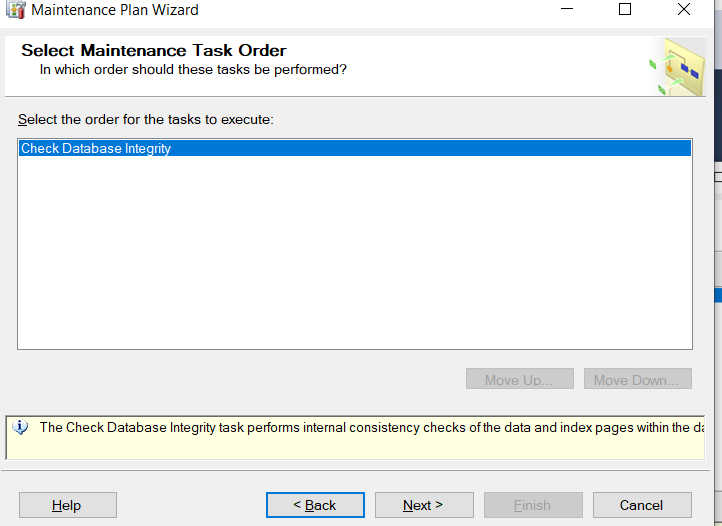 Maintenance Plan Wizard
Select Maintenance Task Order
In which order should these tasks be performed?
Select the order for the tasks to execute:
Check Database Integrity
Move Up...
Move Down...
The Check Database Integrity task performs internal consistency checks of the data and index pages within the da
Help
< Back
Next >
Finish
Cancel